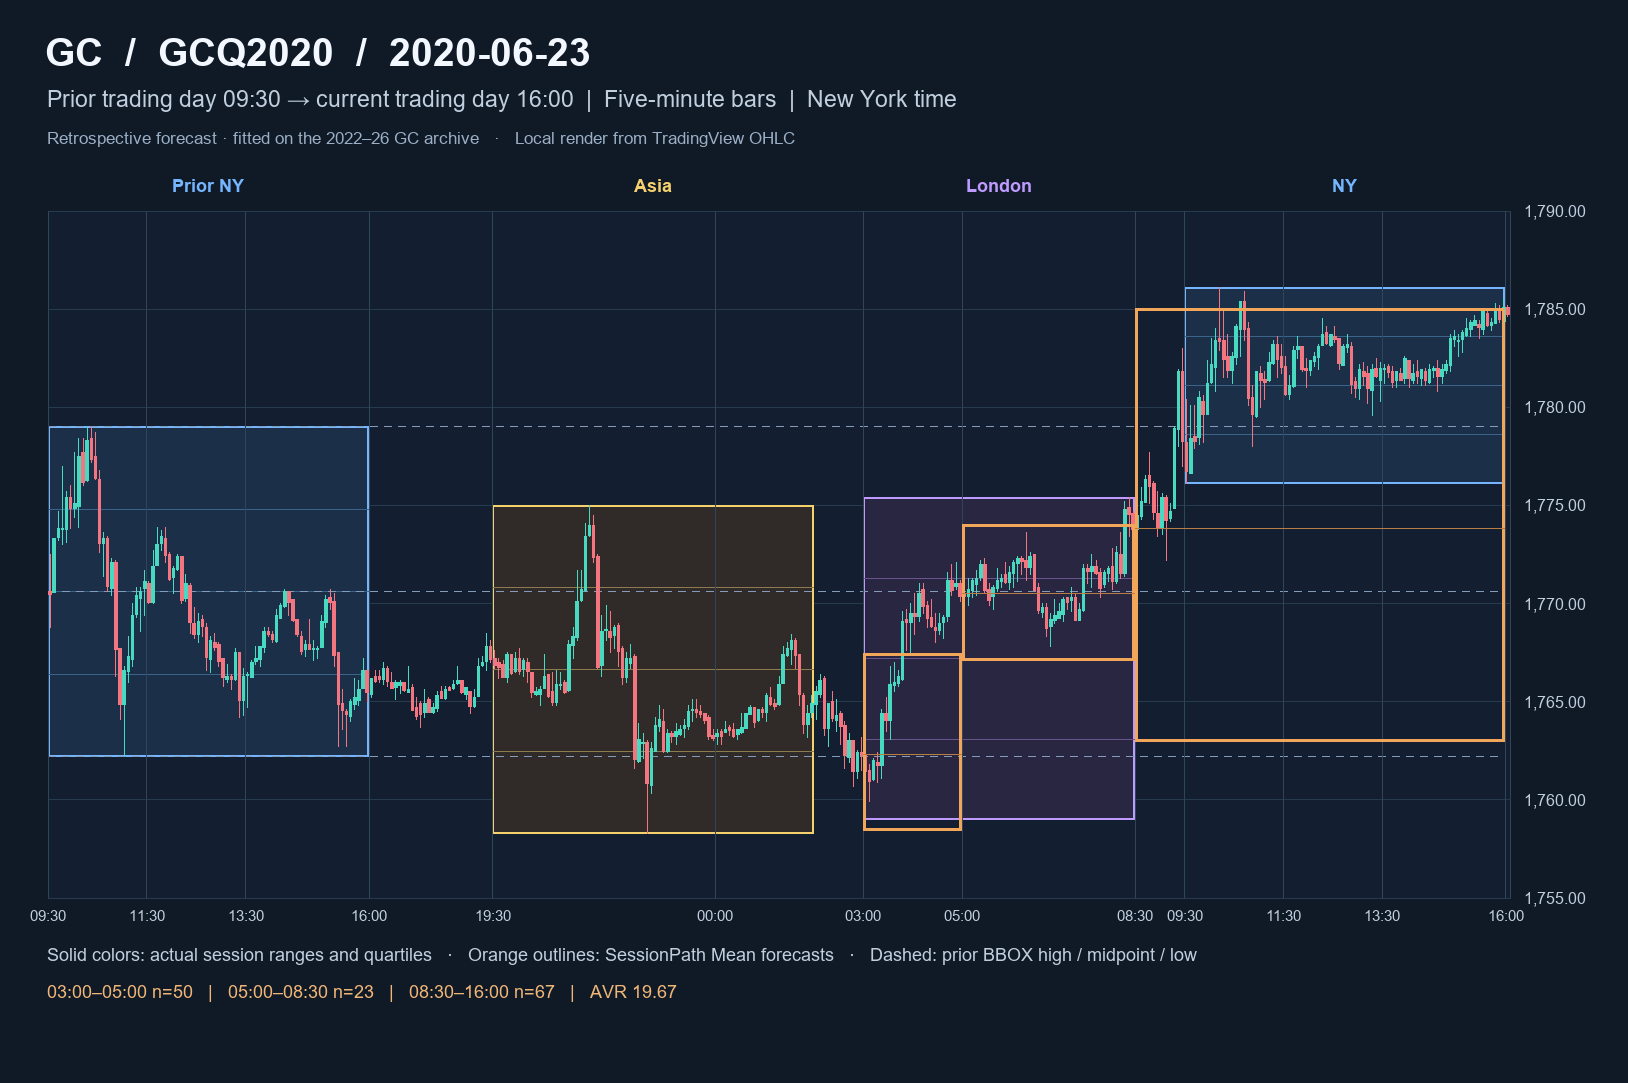 GC / GCQ2020 / 2020-06-23
Prior trading day 09:30 → current trading day 16:00 | Five-minute bars | New York time
Retrospective forecast · fitted on the 2022–26 GC archive · Local render from TradingView OHLC
Prior NY Asia London NY
1,790.00
1,785.00
1,780.00
1,775.00
1,770.00
1,765.00
1,760.00
1,755.00
09:30 11:30 13:30 16:00 19:30 00:00 03:00 05:00 08:30 09:30 11:30 13:30 16:00
Solid colors: actual session ranges and quartiles · Orange outlines: SessionPath Mean forecasts · Dashed: prior BBOX high / midpoint / low
03:00–05:00 n=50 | 05:00–08:30 n=23 | 08:30–16:00 n=67 | AVR 19.67